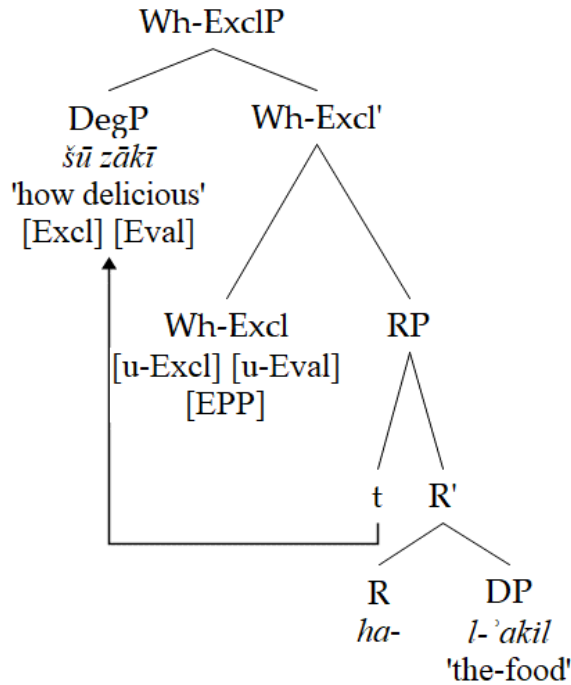 Wh-ExclP
DegP Wh-Excl'
šū zākī
'how delicious'
[Excl] [Eval]
Wh-Excl RP
[u-Excl] [u-Eval]
[EPP]
t R'
R DP
ha- l-ʾakil
'the-food'